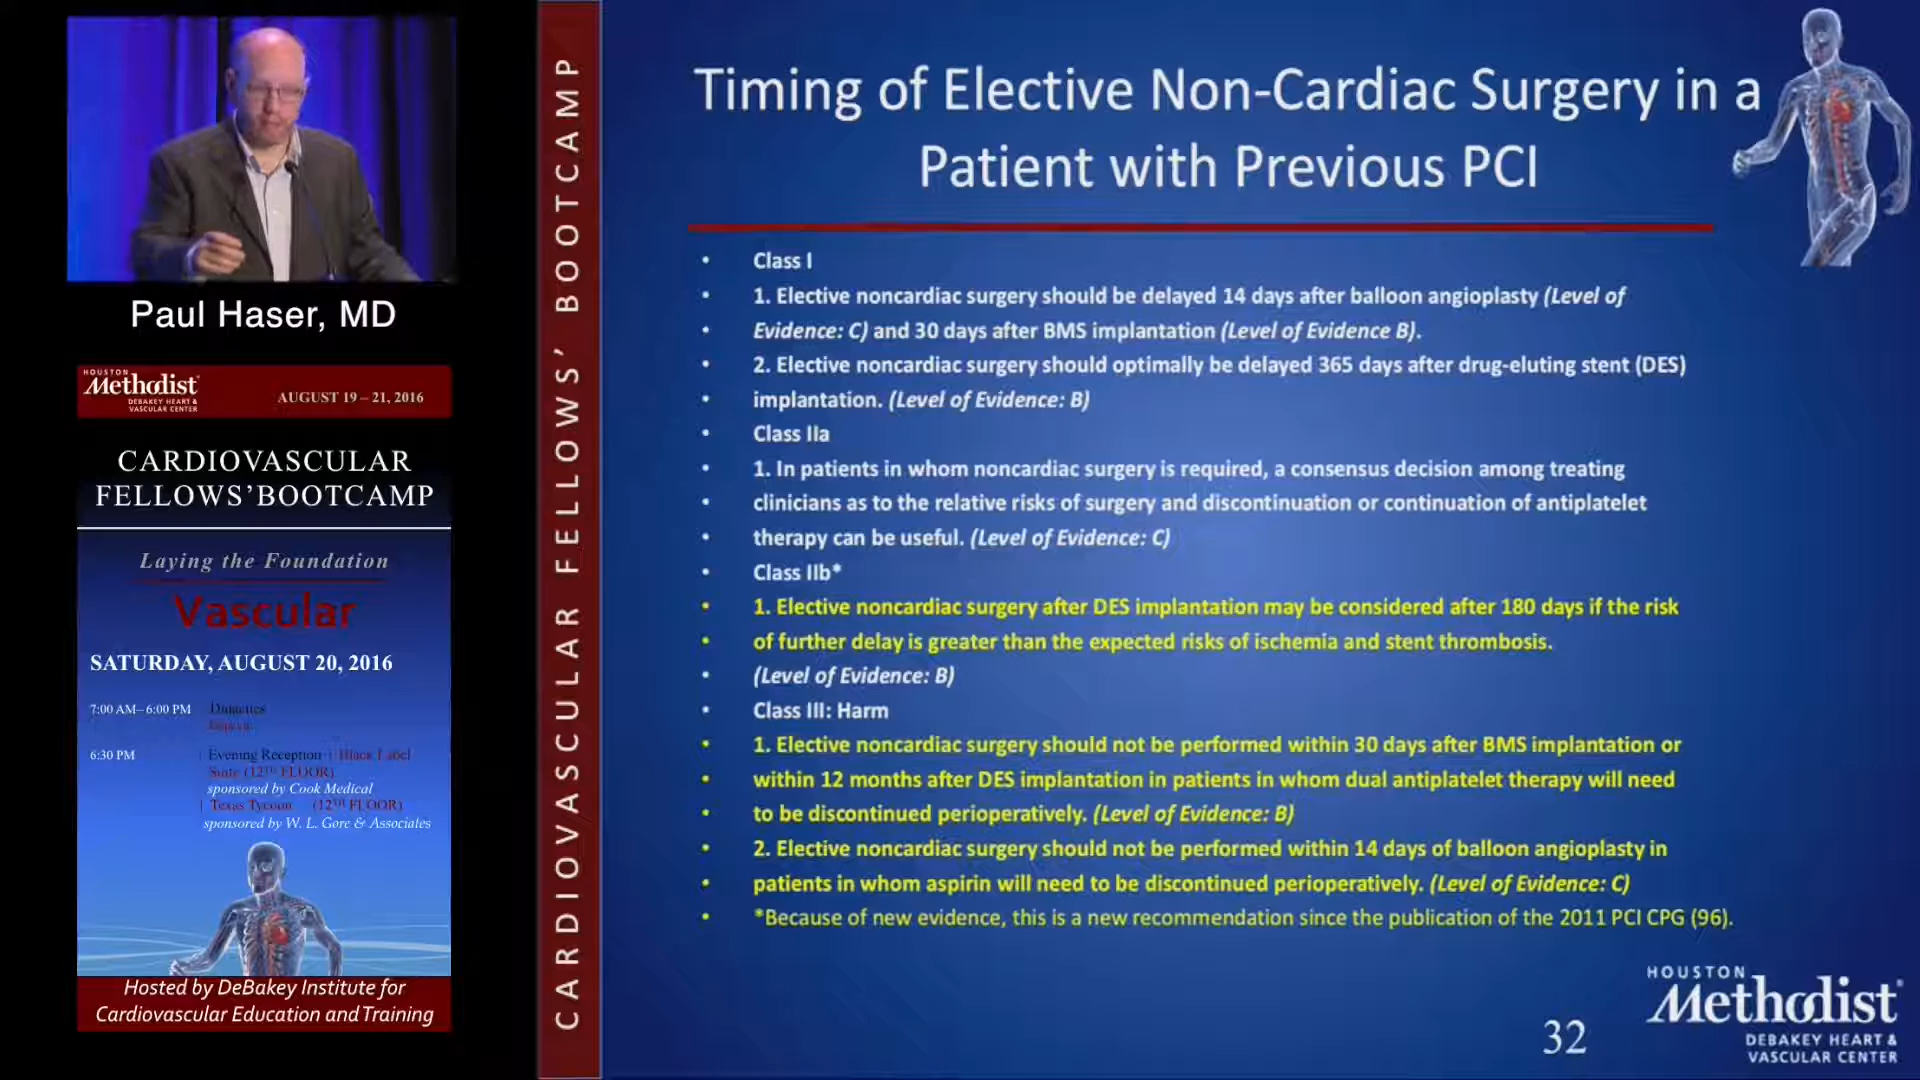 Paul Haser, MD
HOUSTON
Methodist
DEBAKEY HEART &
VASCULAR CENTER
AUGUST 19 – 21, 2016
CARDIOVASCULAR
FELLOWS’BOOTCAMP
Laying the Foundation
Vascular
SATURDAY, AUGUST 20, 2016
7:00 AM– 6:00 PM
Didactics
6:30 PM
| Evening Reception | Black Label
Suite (12TH FLOOR)
sponsored by Cook Medical
| Texas Tycoon (12TH FLOOR)
sponsored by W. L. Gore & Associates
Hosted by DeBakey Institute for
Cardiovascular Education and Training
CARDIOVASCULAR FELLOWS’ BOOTCAMP
Timing of Elective Non-Cardiac Surgery in a
Patient with Previous PCI
• Class I
• 1. Elective noncardiac surgery should be delayed 14 days after balloon angioplasty (Level of
• Evidence: C) and 30 days after BMS implantation (Level of Evidence B).
• 2. Elective noncardiac surgery should optimally be delayed 365 days after drug-eluting stent (DES)
• implantation. (Level of Evidence: B)
• Class IIa
• 1. In patients in whom noncardiac surgery is required, a consensus decision among treating
• clinicians as to the relative risks of surgery and discontinuation or continuation of antiplatelet
• therapy can be useful. (Level of Evidence: C)
• Class IIb*
• 1. Elective noncardiac surgery after DES implantation may be considered after 180 days if the risk
• of further delay is greater than the expected risks of ischemia and stent thrombosis.
• (Level of Evidence: B)
• Class III: Harm
• 1. Elective noncardiac surgery should not be performed within 30 days after BMS implantation or
• within 12 months after DES implantation in patients in whom dual antiplatelet therapy will need
• to be discontinued perioperatively. (Level of Evidence: B)
• 2. Elective noncardiac surgery should not be performed within 14 days of balloon angioplasty in
• patients in whom aspirin will need to be discontinued perioperatively. (Level of Evidence: C)
• *Because of new evidence, this is a new recommendation since the publication of the 2011 PCI CPG (96).
32
HOUSTON
Methodist
DEBAKEY HEART &
VASCULAR CENTER